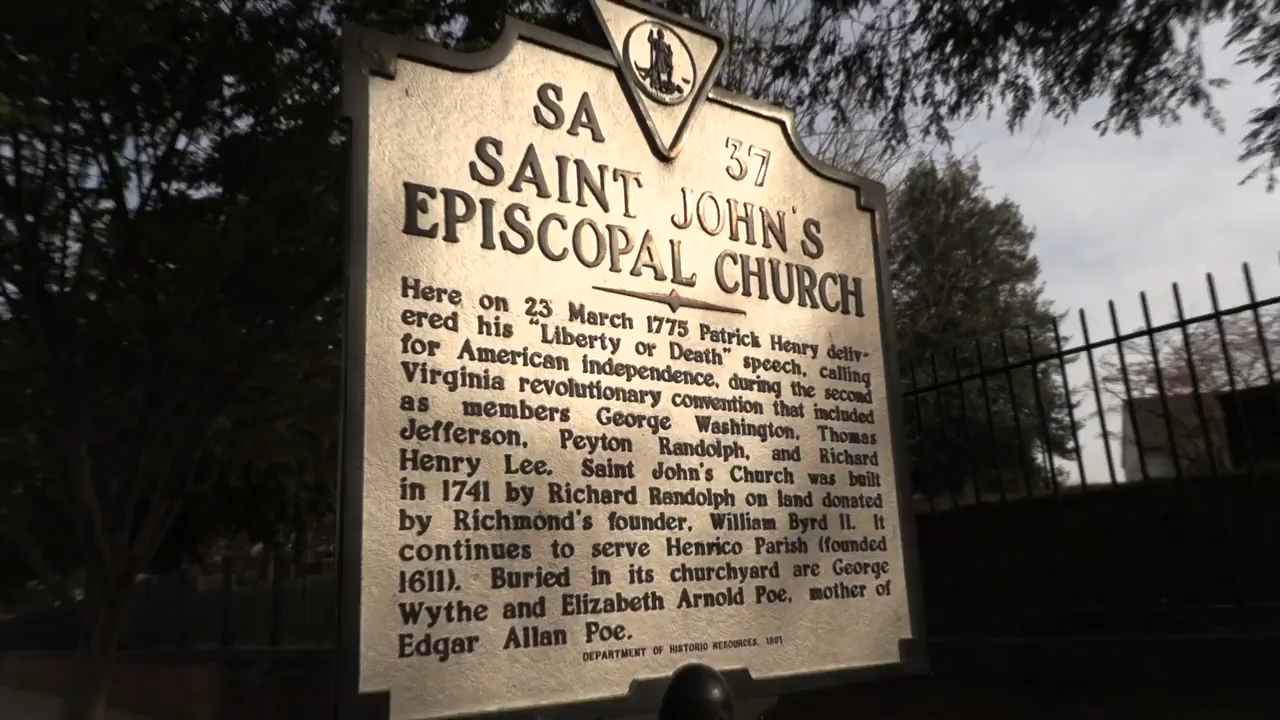 SA 37
SAINT JOHN'S
EPISCOPAL CHURCH
Here on 23 March 1775 Patrick Henry deliv-
ered his "Liberty or Death" speech, calling
for American independence, during the second
Virginia revolutionary convention that included
as members George Washington, Thomas
Jefferson, Peyton Randolph, and Richard
Henry Lee. Saint John's Church was built
in 1741 by Richard Randolph on land donated
by Richmond's founder, William Byrd II. It
continues to serve Henrico Parish (founded
1611). Buried in its churchyard are George
Wythe and Elizabeth Arnold Poe, mother of
Edgar Allan Poe.
DEPARTMENT OF HISTORIC RESOURCES, 1991